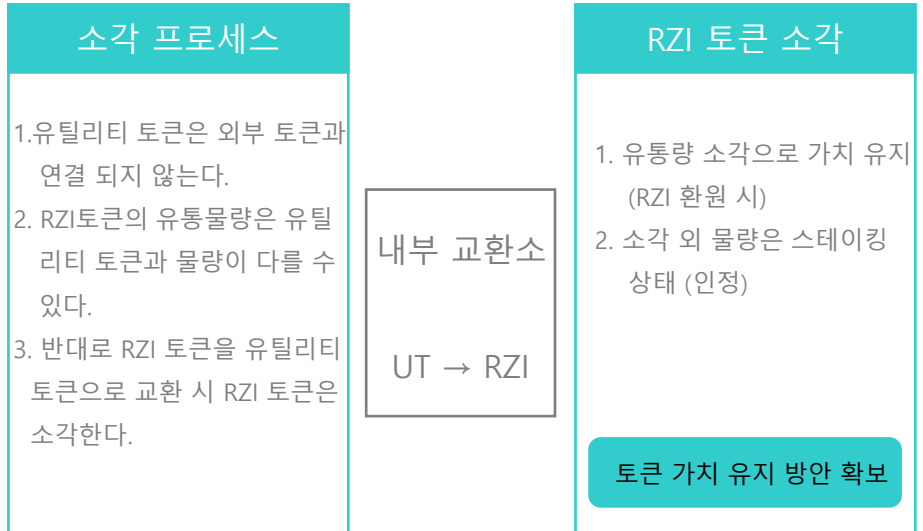 소각 프로세스
1.유틸리티 토큰은 외부 토큰과
연결 되지 않는다.
2. RZI토큰의 유통물량은 유틸
리티 토큰과 물량이 다를 수
있다.
3. 반대로 RZI 토큰을 유틸리티
토큰으로 교환 시 RZI 토큰은
소각한다.
내부 교환소
UT → RZI
RZI 토큰 소각
1. 유통량 소각으로 가치 유지
(RZI 환원 시)
2. 소각 외 물량은 스테이킹
상태 (인정)
토큰 가치 유지 방안 확보